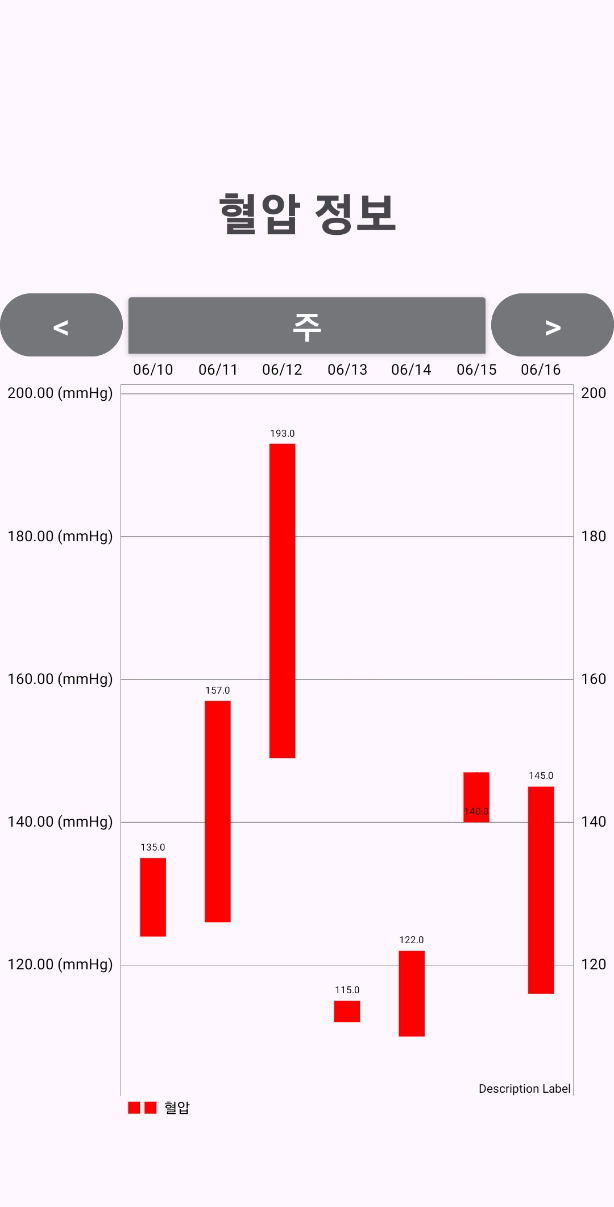 혈압 정보
< 주 >
06/10 06/11 06/12 06/13 06/14 06/15 06/16
200.00 (mmHg) 200
193.0
180.00 (mmHg) 180
160.00 (mmHg) 160
157.0
145.0
140.0
140.00 (mmHg) 140
135.0
122.0
120.00 (mmHg) 120
115.0
Description Label
혈압